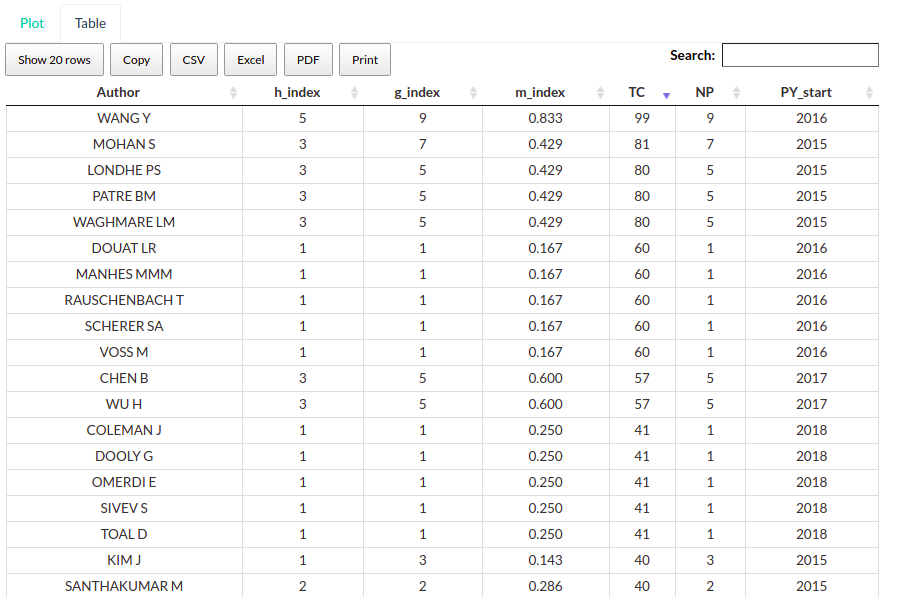 Plot Table
Show 20 rows Copy CSV Excel PDF Print Search:
Author h_index g_index m_index TC NP PY_start
WANG Y 5 9 0.833 99 9 2016
MOHAN S 3 7 0.429 81 7 2015
LONDHE PS 3 5 0.429 80 5 2015
PATRE BM 3 5 0.429 80 5 2015
WAGHMARE LM 3 5 0.429 80 5 2015
DOUAT LR 1 1 0.167 60 1 2016
MANHES MMM 1 1 0.167 60 1 2016
RAUSCHENBACH T 1 1 0.167 60 1 2016
SCHERER SA 1 1 0.167 60 1 2016
VOSS M 1 1 0.167 60 1 2016
CHEN B 3 5 0.600 57 5 2017
WU H 3 5 0.600 57 5 2017
COLEMAN J 1 1 0.250 41 1 2018
DOOLY G 1 1 0.250 41 1 2018
OMERDI E 1 1 0.250 41 1 2018
SIVEV S 1 1 0.250 41 1 2018
TOAL D 1 1 0.250 41 1 2018
KIM J 1 3 0.143 40 3 2015
SANTHAKUMAR M 2 2 0.286 40 2 2015